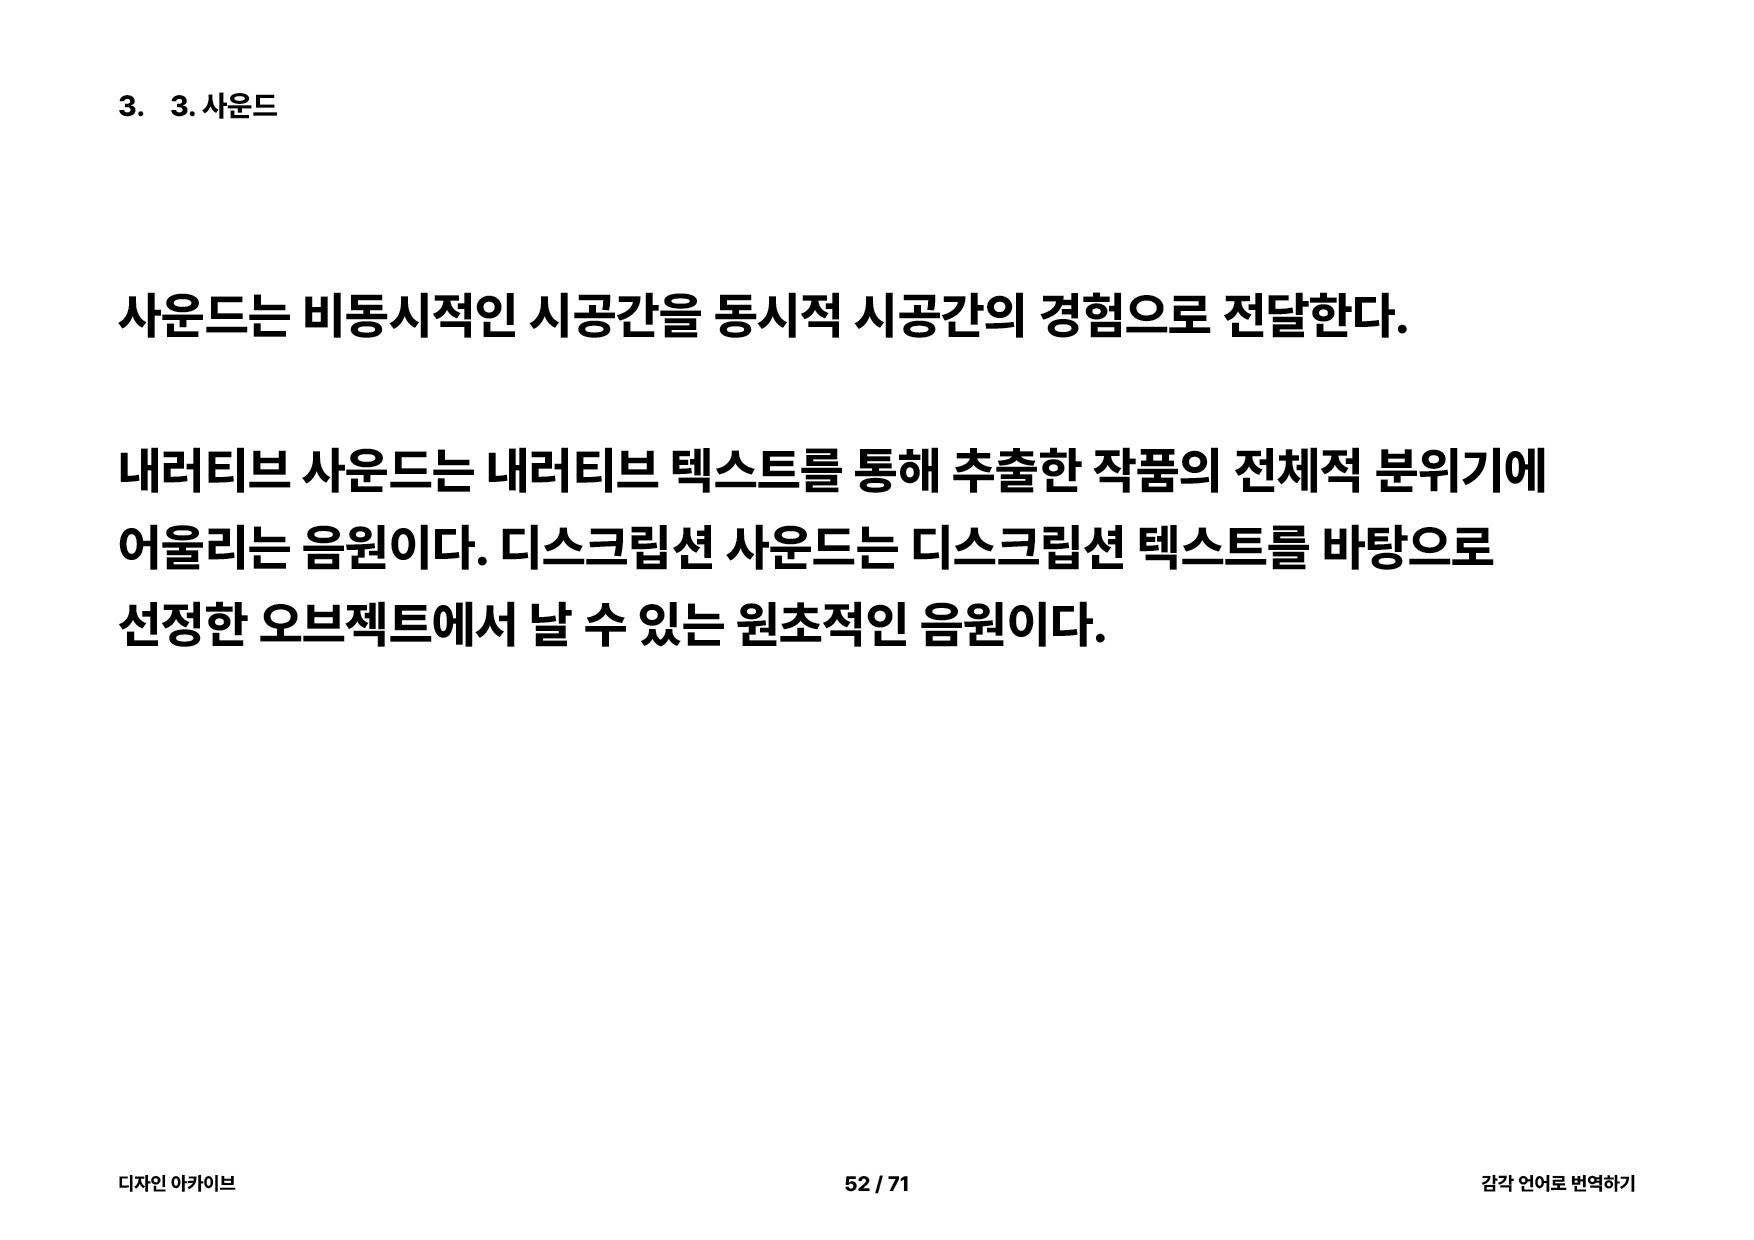 3. 3. 사운드
사운드는 비동시적인 시공간을 동시적 시공간의 경험으로 전달한다.
내러티브 사운드는 내러티브 텍스트를 통해 추출한 작품의 전체적 분위기에
어울리는 음원이다. 디스크립션 사운드는 디스크립션 텍스트를 바탕으로
선정한 오브젝트에서 날 수 있는 원초적인 음원이다.
디자인 아카이브
52 / 71
감각 언어로 번역하기